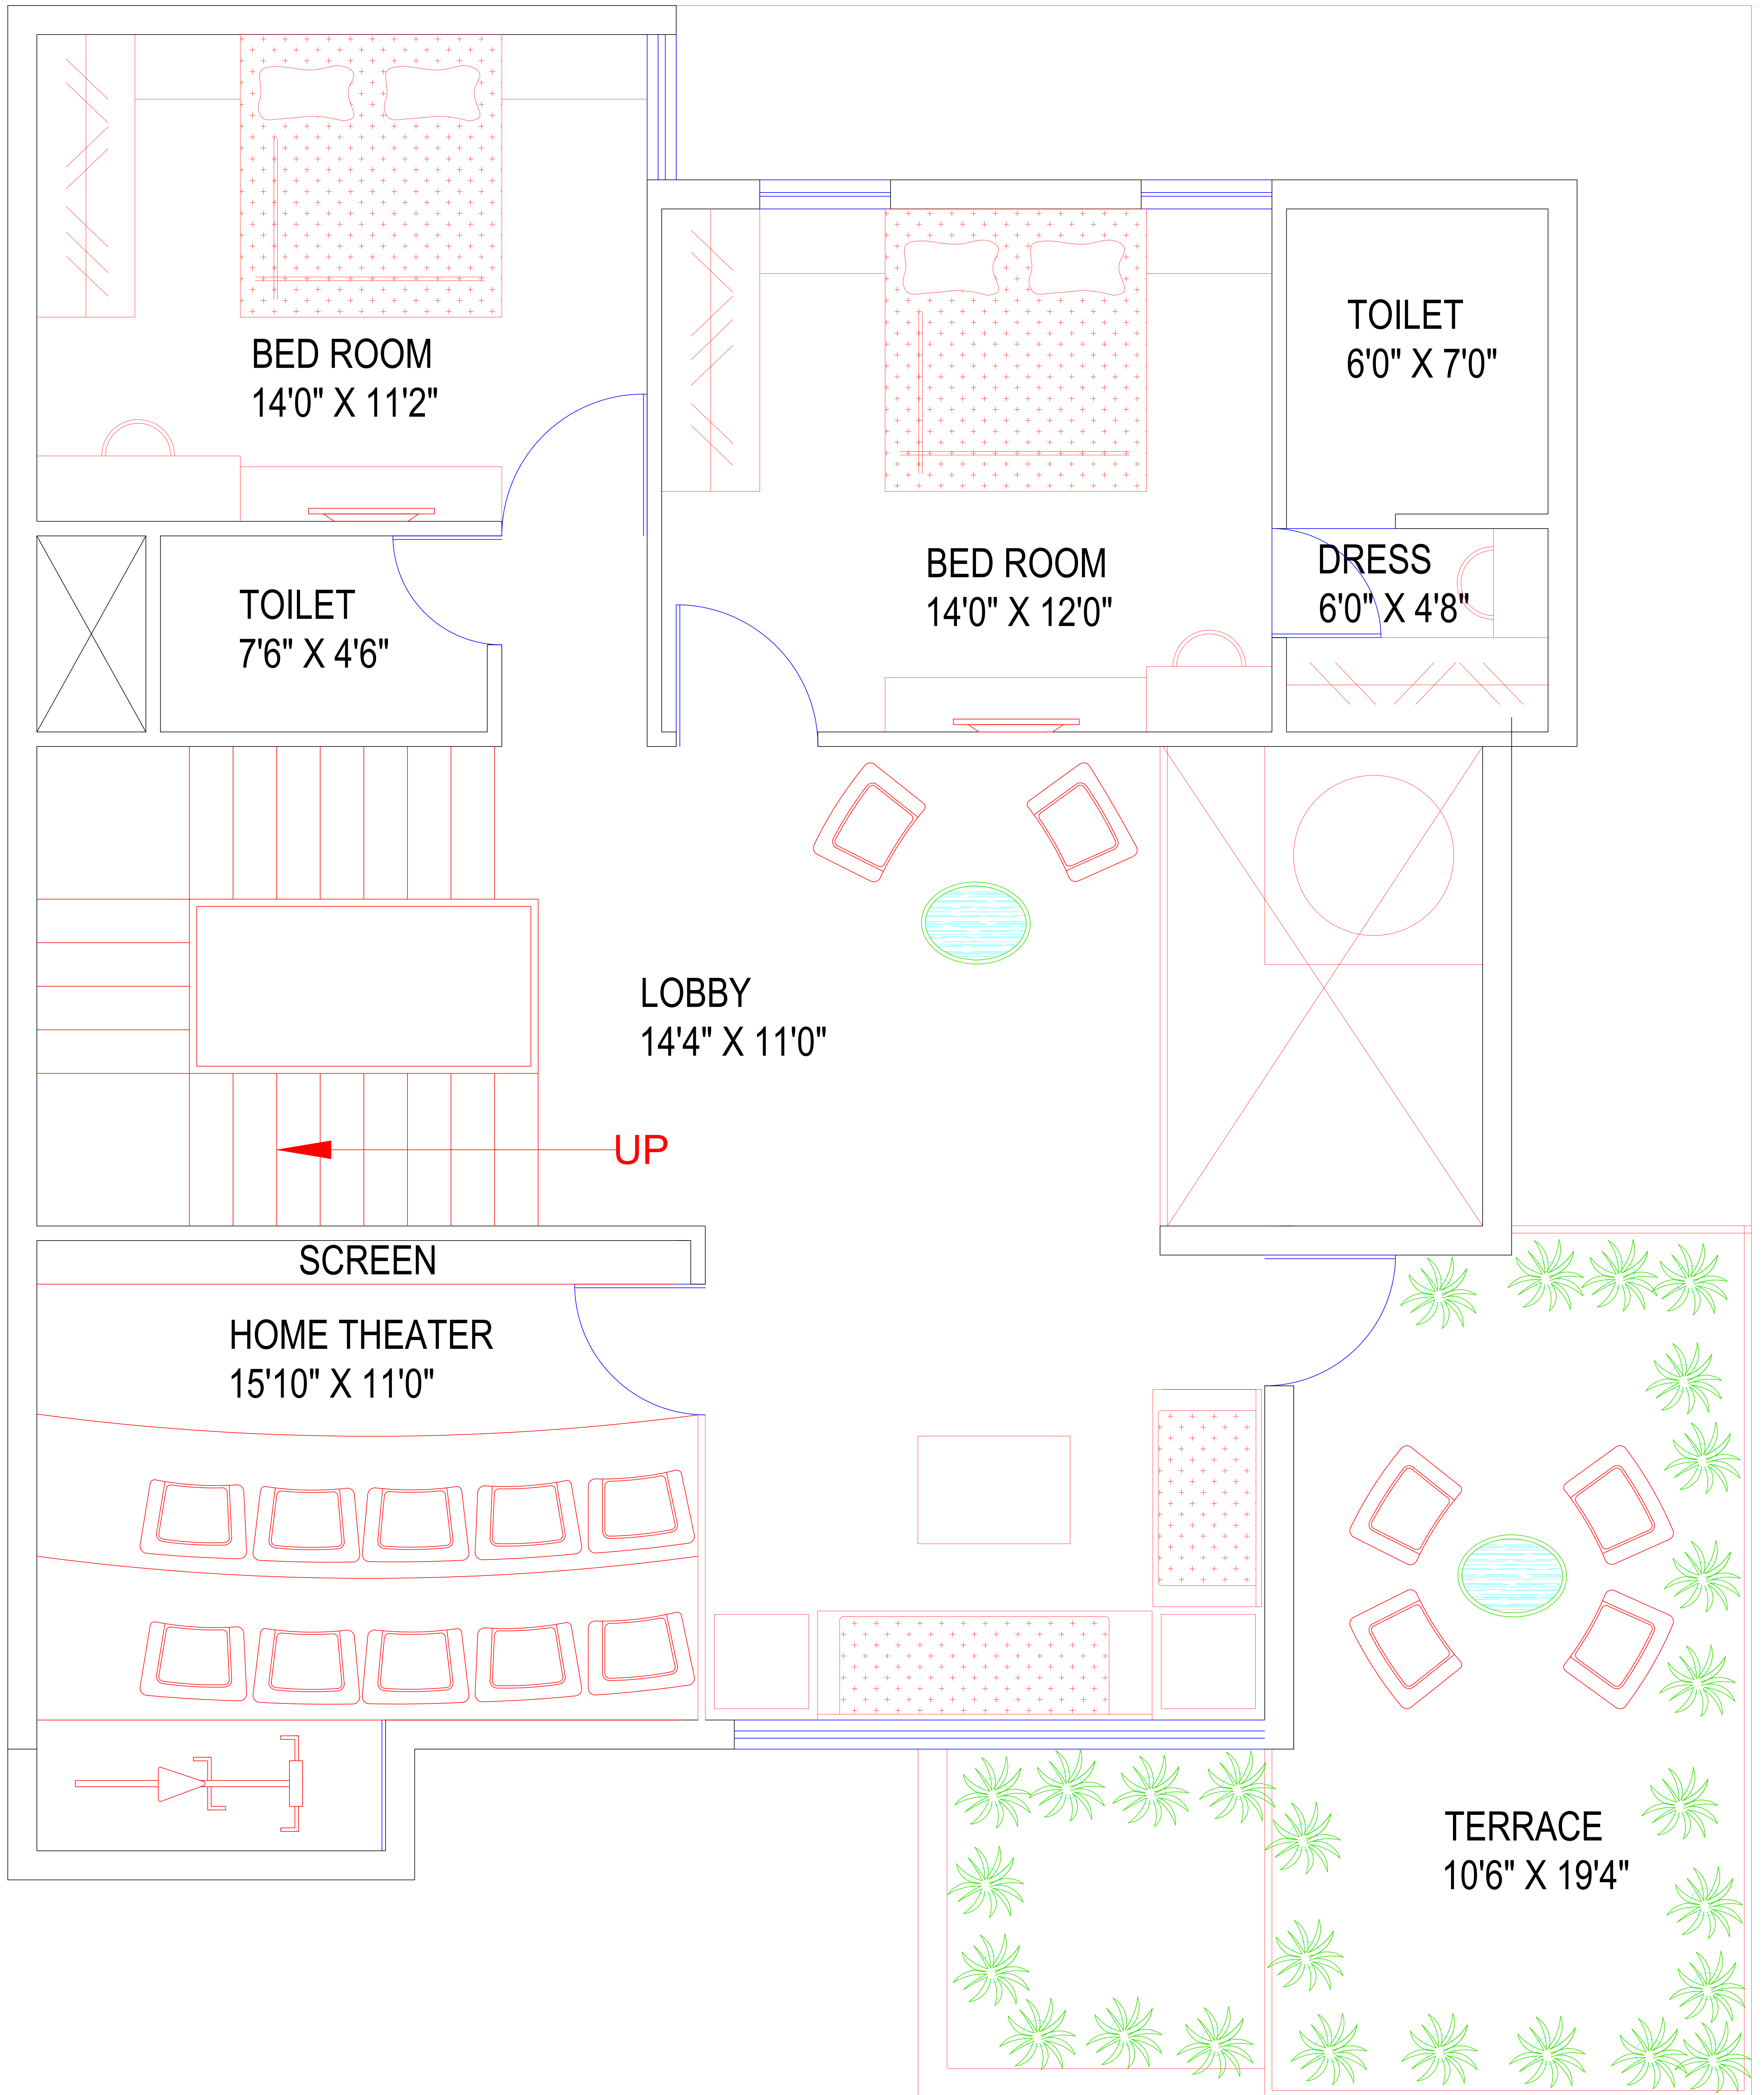 BED ROOM
14'0" X 11'2"
TOILET
6'0" X 7'0"
BED ROOM
14'0" X 12'0"
DRESS
6'0" X 4'8"
TOILET
7'6" X 4'6"
LOBBY
14'4" X 11'0"
UP
SCREEN
HOME THEATER
15'10" X 11'0"
TERRACE
10'6" X 19'4"